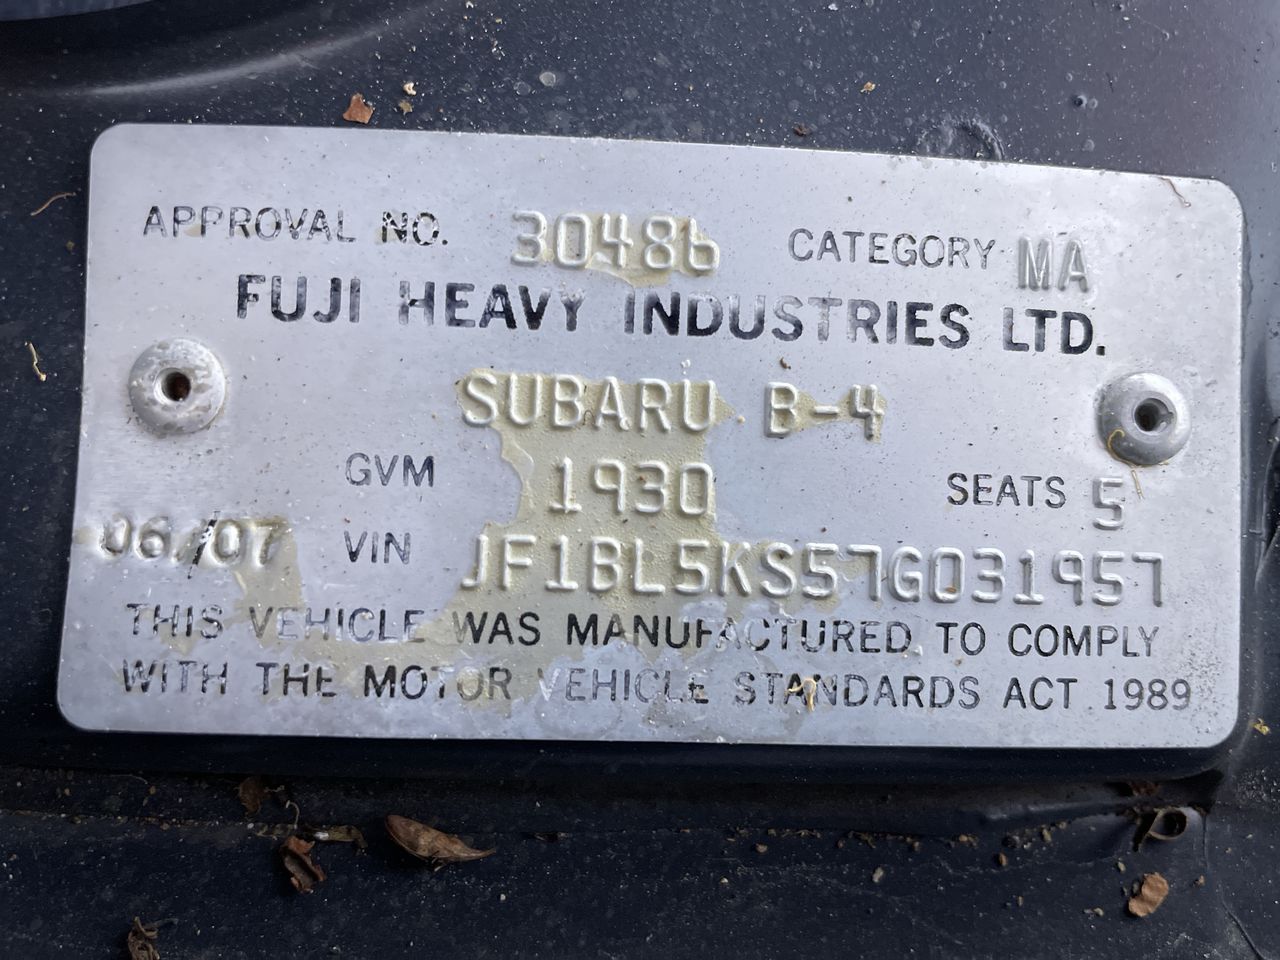 APPROVAL NO. 30486 CATEGORY MA
FUJI HEAVY INDUSTRIES LTD.
SUBARU B-4
GVM 1930 SEATS 5
06/07 VIN JF1BL5KS57G031957
THIS VEHICLE WAS MANUFACTURED TO COMPLY
WITH THE MOTOR VEHICLE STANDARDS ACT 1989